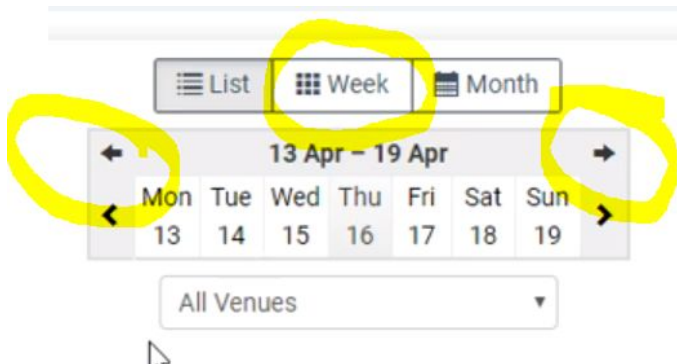 List Week Month
13 Apr – 19 Apr
Mon Tue Wed Thu Fri Sat Sun
13 14 15 16 17 18 19
All Venues